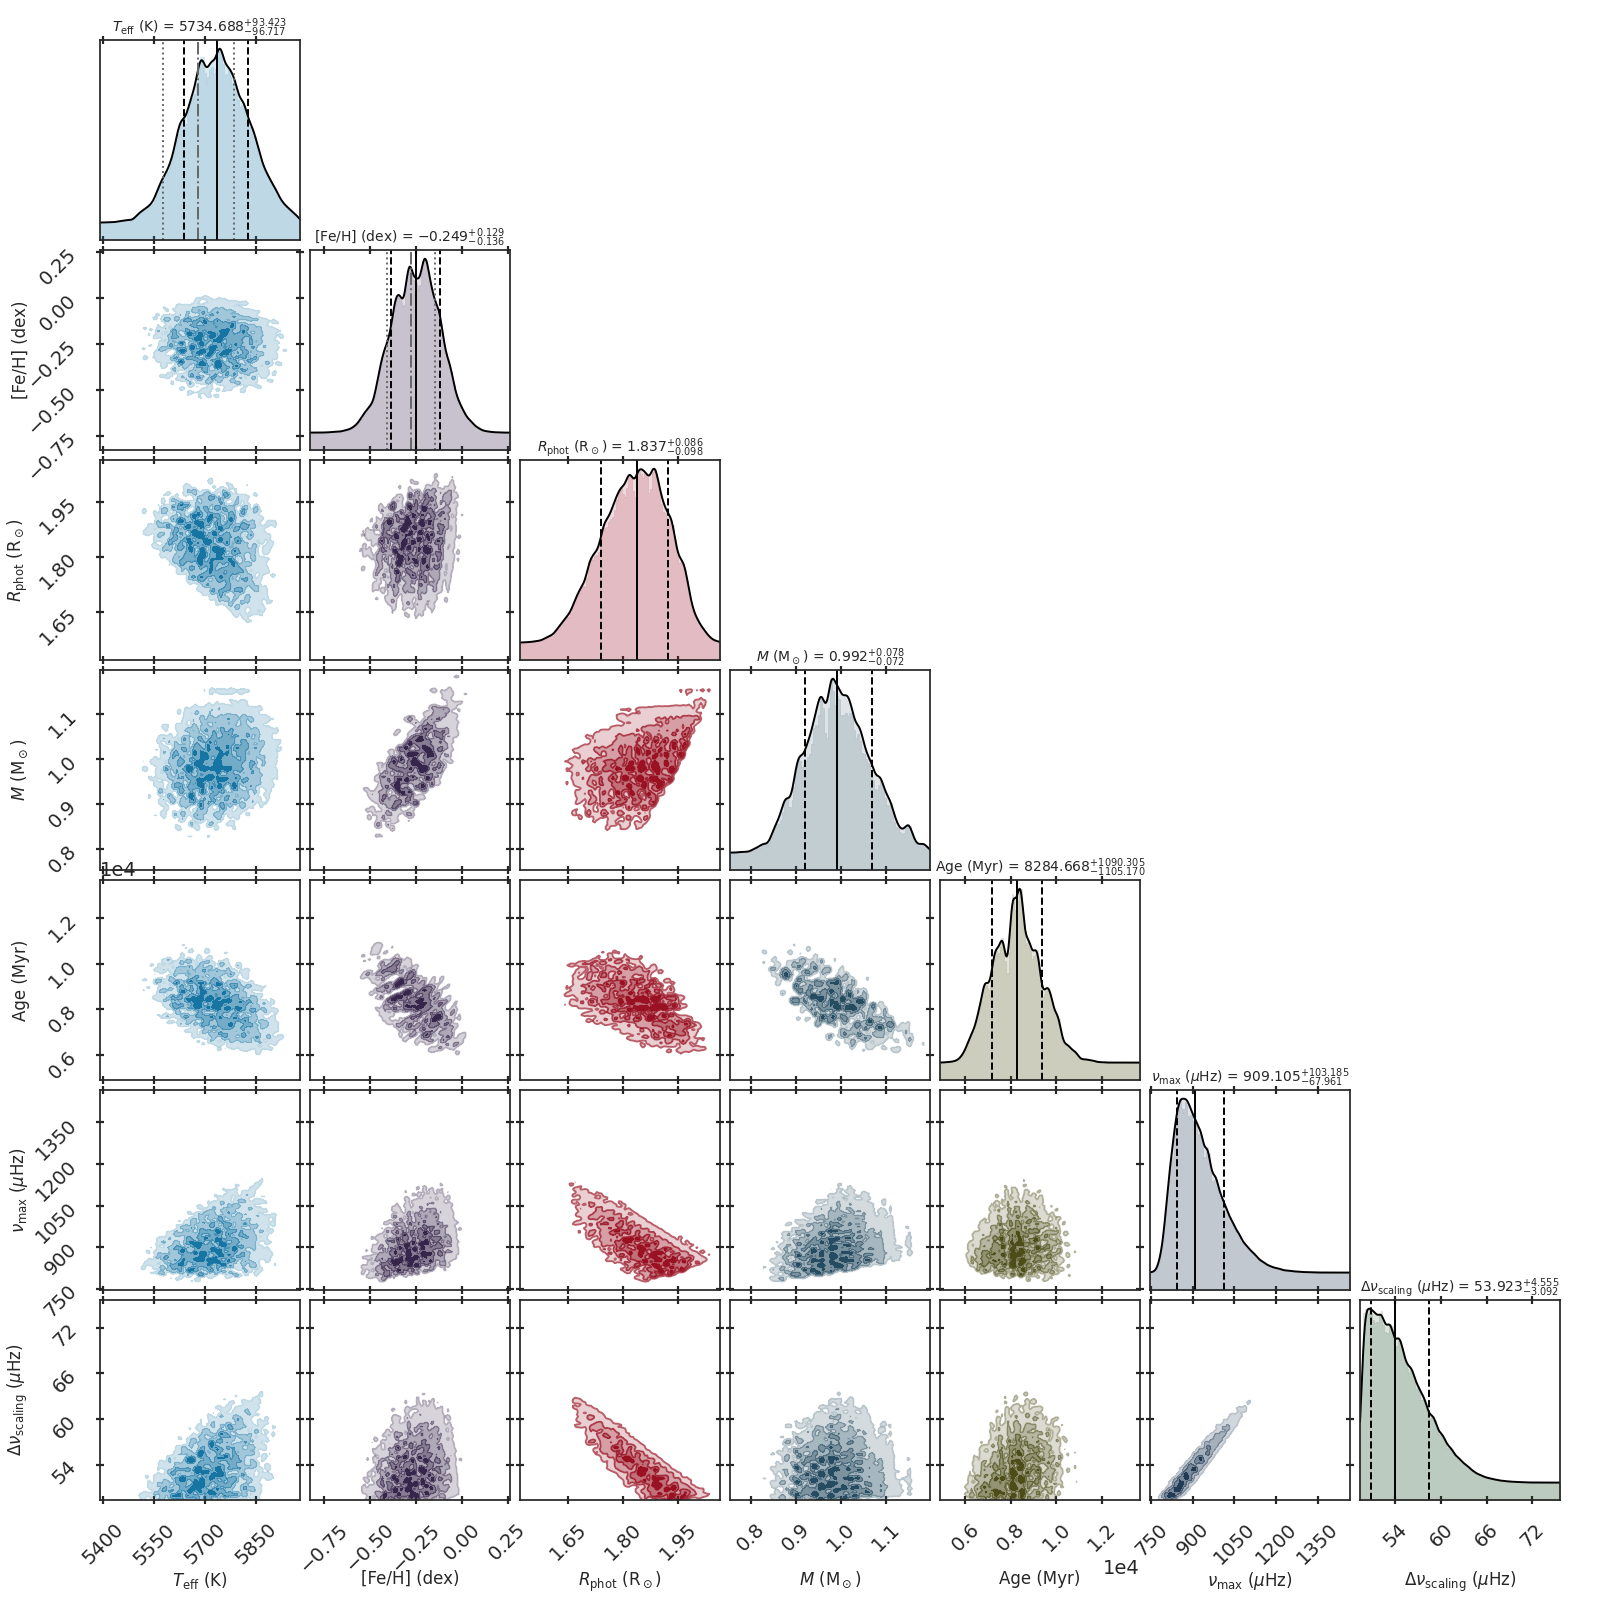 T_eff (K) = 5734.688 +93.423 −96.717
[Fe/H] (dex) = −0.249 +0.129 −0.136
[Fe/H] (dex)
0.25
0.00
−0.25
−0.50
−0.75
R_phot (R⊙) = 1.837 +0.086 −0.098
R_phot (R⊙)
1.95
1.80
1.65
M (M⊙) = 0.992 +0.078 −0.072
M (M⊙)
1.1
1.0
0.9
0.8
1e4
Age (Myr) = 8284.668 +1090.305 −1105.170
Age (Myr)
1.2
1.0
0.8
0.6
ν_max (μHz) = 909.105 +103.185 −67.961
ν_max (μHz)
1350
1200
1050
900
750
Δν_scaling (μHz) = 53.923 +4.555 −3.092
Δν_scaling (μHz)
72
66
60
54
5400 5550 5700 5850 −0.75 −0.50 −0.25 0.00 0.25 1.65 1.80 1.95 0.8 0.9 1.0 1.1 0.6 0.8 1.0 1.2 750 900 1050 1200 1350 54 60 66 72
1e4
T_eff (K) [Fe/H] (dex) R_phot (R⊙) M (M⊙) Age (Myr) ν_max (μHz) Δν_scaling (μHz)